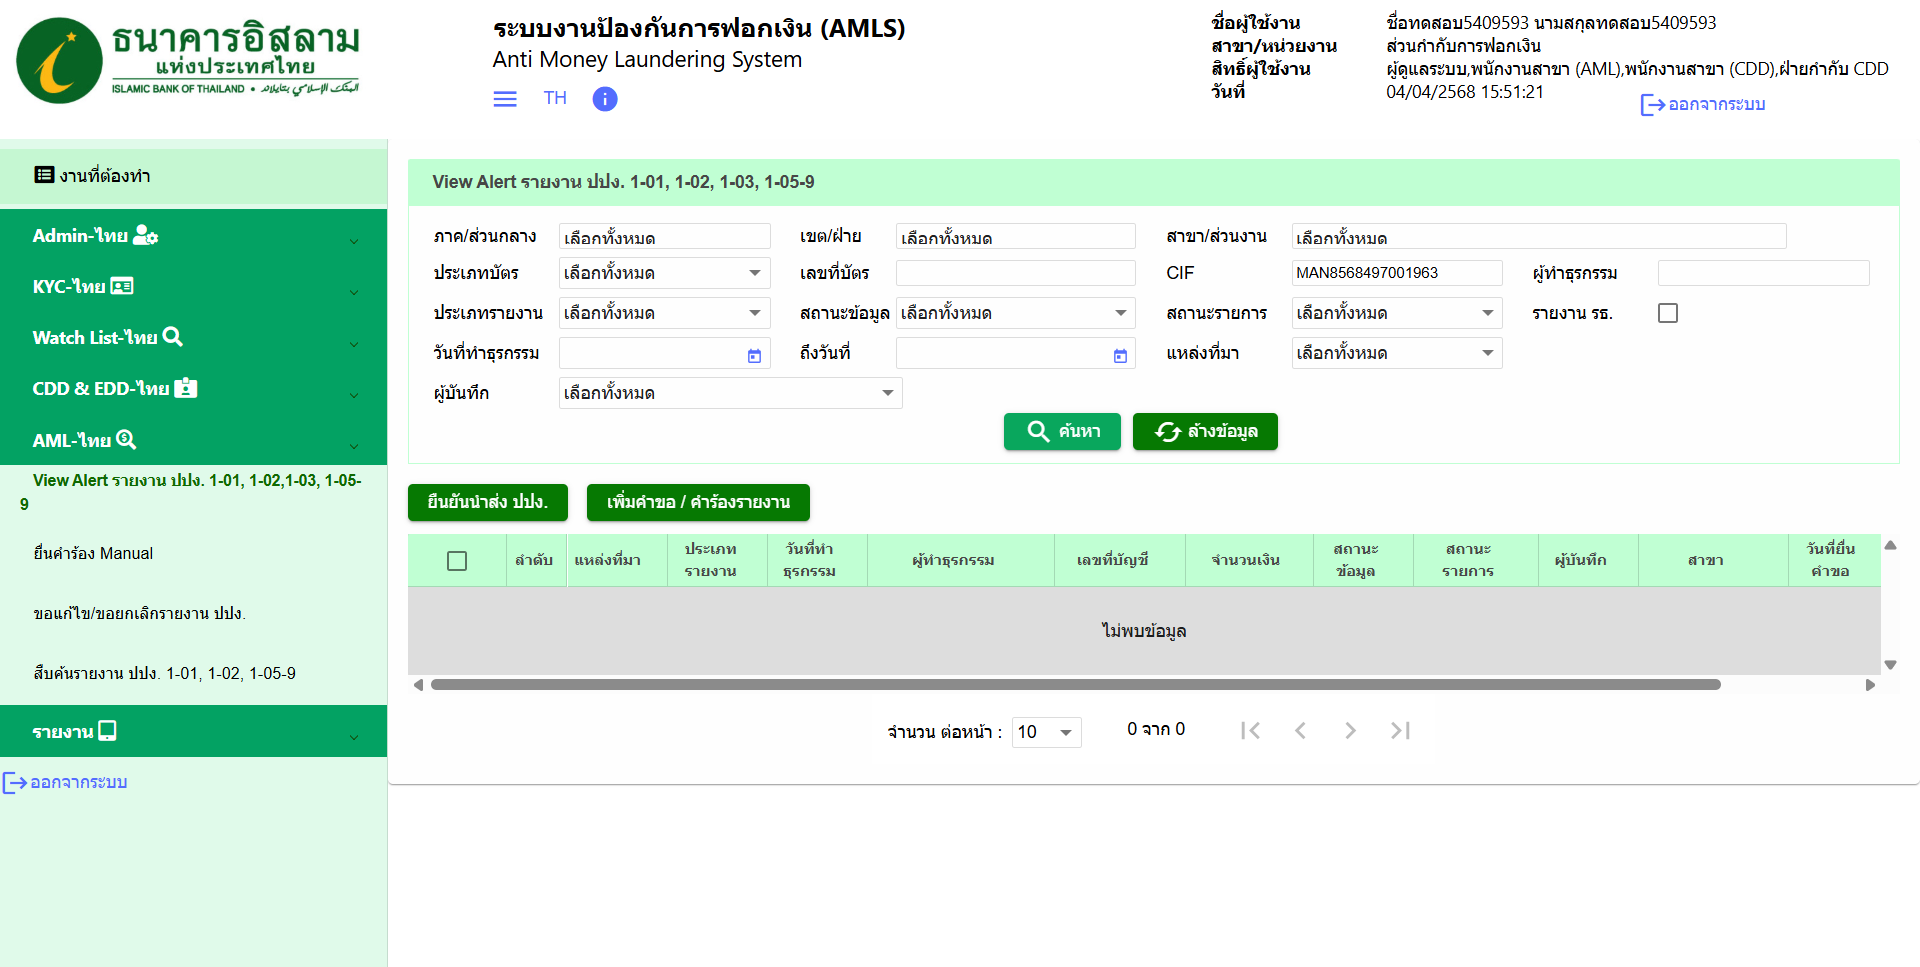 ธนาคารอิสลาม
แห่งประเทศไทย
ISLAMIC BANK OF THAILAND •
ระบบงานป้องกันการฟอกเงิน (AMLS)
Anti Money Laundering System
TH
ชื่อผู้ใช้งาน ชื่อทดสอบ5409593 นามสกุลทดสอบ5409593
สาขา/หน่วยงาน ส่วนกำกับการฟอกเงิน
สิทธิ์ผู้ใช้งาน ผู้ดูแลระบบ,พนักงานสาขา (AML),พนักงานสาขา (CDD),ฝ่ายกำกับ CDD
วันที่ 04/04/2568 15:51:21
ออกจากระบบ
งานที่ต้องทำ
Admin-ไทย
KYC-ไทย
Watch List-ไทย
CDD & EDD-ไทย
AML-ไทย
View Alert รายงาน ปปง. 1-01, 1-02,1-03, 1-05-
9
ยื่นคำร้อง Manual
ขอแก้ไข/ขอยกเลิกรายงาน ปปง.
สืบค้นรายงาน ปปง. 1-01, 1-02, 1-05-9
รายงาน
ออกจากระบบ
View Alert รายงาน ปปง. 1-01, 1-02, 1-03, 1-05-9
ภาค/ส่วนกลาง เลือกทั้งหมด เขต/ฝ่าย เลือกทั้งหมด สาขา/ส่วนงาน เลือกทั้งหมด
ประเภทบัตร เลือกทั้งหมด เลขที่บัตร CIF MAN8568497001963 ผู้ทำธุรกรรม
ประเภทรายงาน เลือกทั้งหมด สถานะข้อมูล เลือกทั้งหมด สถานะรายการ เลือกทั้งหมด รายงาน รธ.
วันที่ทำธุรกรรม ถึงวันที่ แหล่งที่มา เลือกทั้งหมด
ผู้บันทึก เลือกทั้งหมด
ค้นหา ล้างข้อมูล
ยืนยันนำส่ง ปปง. เพิ่มคำขอ / คำร้องรายงาน
ลำดับ แหล่งที่มา ประเภท รายงาน วันที่ทำ ธุรกรรม ผู้ทำธุรกรรม เลขที่บัญชี จำนวนเงิน สถานะ ข้อมูล สถานะ รายการ ผู้บันทึก สาขา วันที่ยื่น คำขอ
ไม่พบข้อมูล
จำนวน ต่อหน้า : 10 0 จาก 0